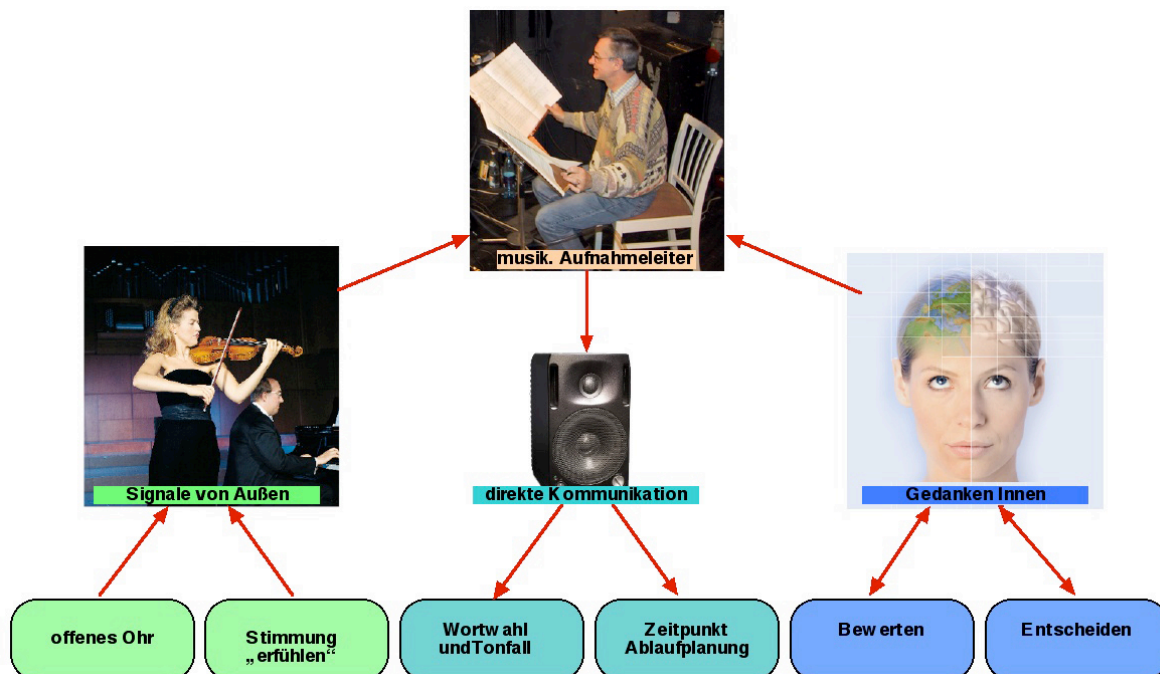 musik. Aufnahmeleiter
Signale von Außen
direkte Kommunikation
Gedanken Innen
offenes Ohr
Stimmung
„erfühlen“
Wortwahl
undTonfall
Zeitpunkt
Ablaufplanung
Bewerten
Entscheiden